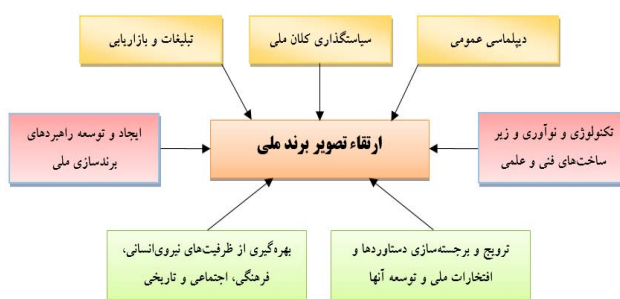 دیپلماسی عمومی
سیاستگذاری کلان ملی
تبلیغات و بازاریابی
تکنولوژی و نوآوری و زیر
ساخت‌های فنی و علمی
ارتقاء تصویر برند ملی
ایجاد و توسعه راهبردهای
برندسازی ملی
ترویج و برجسته‌سازی دستاوردها و
افتخارات ملی و توسعه آنها
بهره‌گیری از ظرفیت‌های نیروی‌انسانی،
فرهنگی، اجتماعی و تاریخی